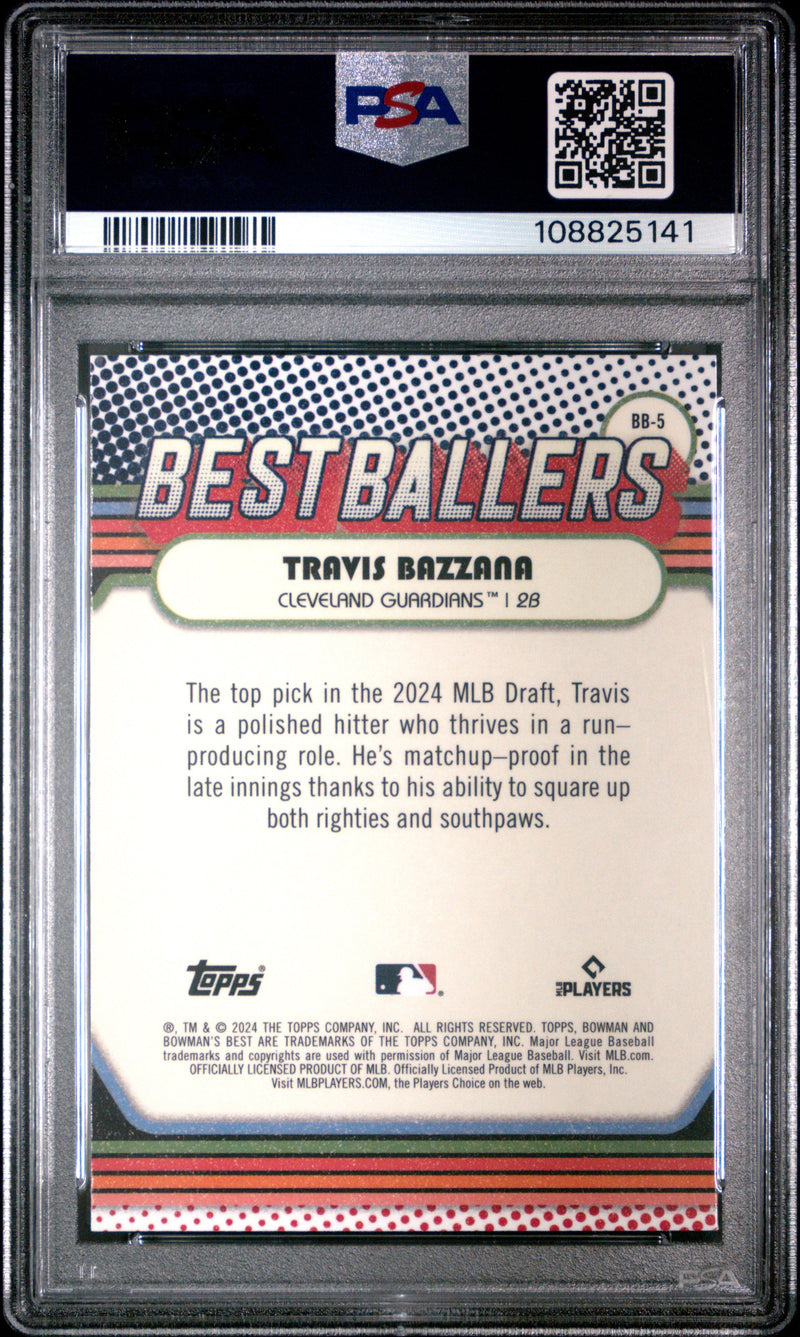 PSA
108825141
BB-5
BEST BALLERS
TRAVIS BAZZANA
CLEVELAND GUARDIANS™ | 2B
The top pick in the 2024 MLB Draft, Travis
is a polished hitter who thrives in a run–
producing role. He's matchup–proof in the
late innings thanks to his ability to square up
both righties and southpaws.
Topps®
®
MLB PLAYERS
®, TM & © 2024 THE TOPPS COMPANY, INC. ALL RIGHTS RESERVED. TOPPS, BOWMAN AND
BOWMAN'S BEST ARE TRADEMARKS OF THE TOPPS COMPANY, INC. Major League Baseball
trademarks and copyrights are used with permission of Major League Baseball. Visit MLB.com.
OFFICIALLY LICENSED PRODUCT OF MLB. Officially Licensed Product of MLB Players, Inc.
Visit MLBPLAYERS.COM, the Players Choice on the web.
PSA